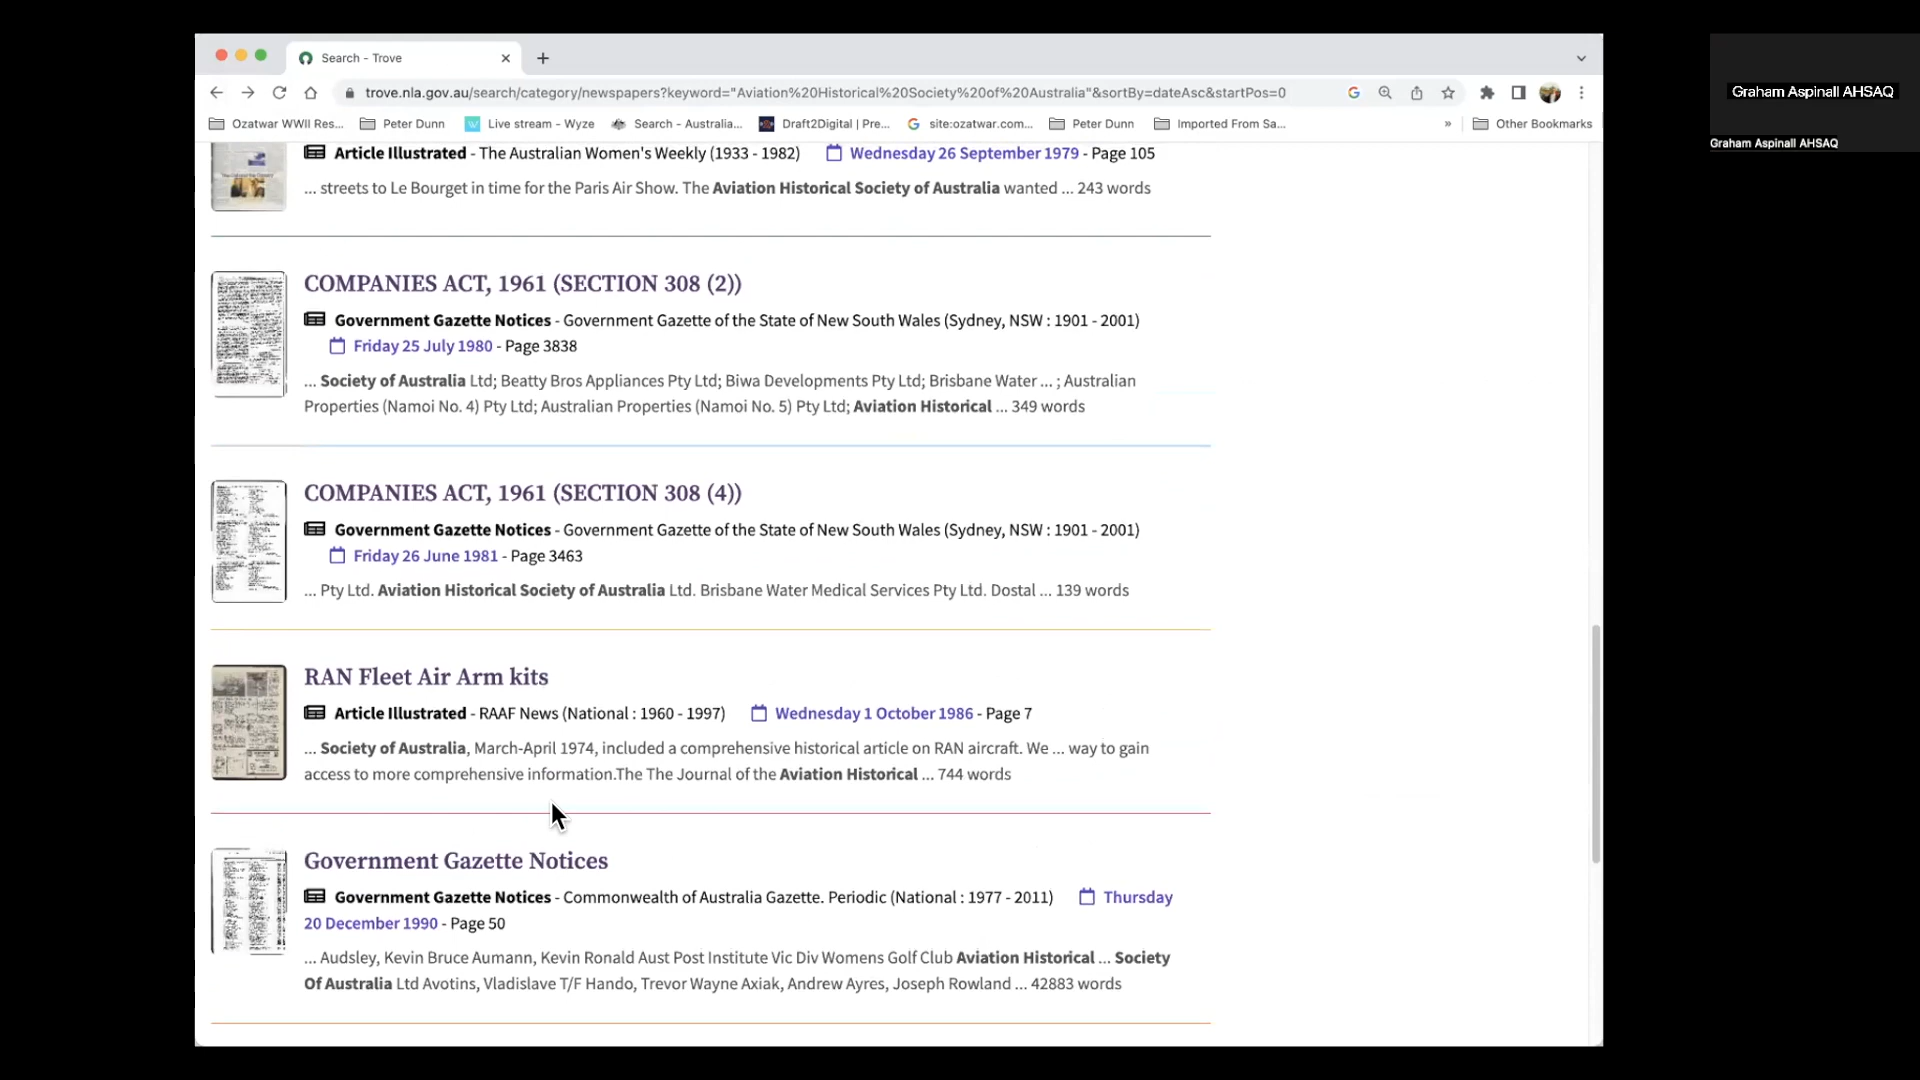 Search - Trove
trove.nla.gov.au/search/category/newspapers?keyword="Aviation%20Historical%20Society%20of%20Australia"&sortBy=dateAsc&startPos=0
Graham Aspinall AHSAQ
Graham Aspinall AHSAQ
Ozatwar WWII Res... Peter Dunn Live stream - Wyze Search - Australia... Draft2Digital | Pre... site:ozatwar.com... Peter Dunn Imported From Sa... » Other Bookmarks
Article Illustrated - The Australian Women's Weekly (1933 - 1982) Wednesday 26 September 1979 - Page 105
... streets to Le Bourget in time for the Paris Air Show. The Aviation Historical Society of Australia wanted ... 243 words
COMPANIES ACT, 1961 (SECTION 308 (2))
Government Gazette Notices - Government Gazette of the State of New South Wales (Sydney, NSW : 1901 - 2001)
Friday 25 July 1980 - Page 3838
... Society of Australia Ltd; Beatty Bros Appliances Pty Ltd; Biwa Developments Pty Ltd; Brisbane Water ... ; Australian
Properties (Namoi No. 4) Pty Ltd; Australian Properties (Namoi No. 5) Pty Ltd; Aviation Historical ... 349 words
COMPANIES ACT, 1961 (SECTION 308 (4))
Government Gazette Notices - Government Gazette of the State of New South Wales (Sydney, NSW : 1901 - 2001)
Friday 26 June 1981 - Page 3463
... Pty Ltd. Aviation Historical Society of Australia Ltd. Brisbane Water Medical Services Pty Ltd. Dostal ... 139 words
RAN Fleet Air Arm kits
Article Illustrated - RAAF News (National : 1960 - 1997) Wednesday 1 October 1986 - Page 7
... Society of Australia, March-April 1974, included a comprehensive historical article on RAN aircraft. We ... way to gain
access to more comprehensive information.The The Journal of the Aviation Historical ... 744 words
Government Gazette Notices
Government Gazette Notices - Commonwealth of Australia Gazette. Periodic (National : 1977 - 2011) Thursday
20 December 1990 - Page 50
... Audsley, Kevin Bruce Aumann, Kevin Ronald Aust Post Institute Vic Div Womens Golf Club Aviation Historical ... Society
Of Australia Ltd Avotins, Vladislave T/F Hando, Trevor Wayne Axiak, Andrew Ayres, Joseph Rowland ... 42883 words